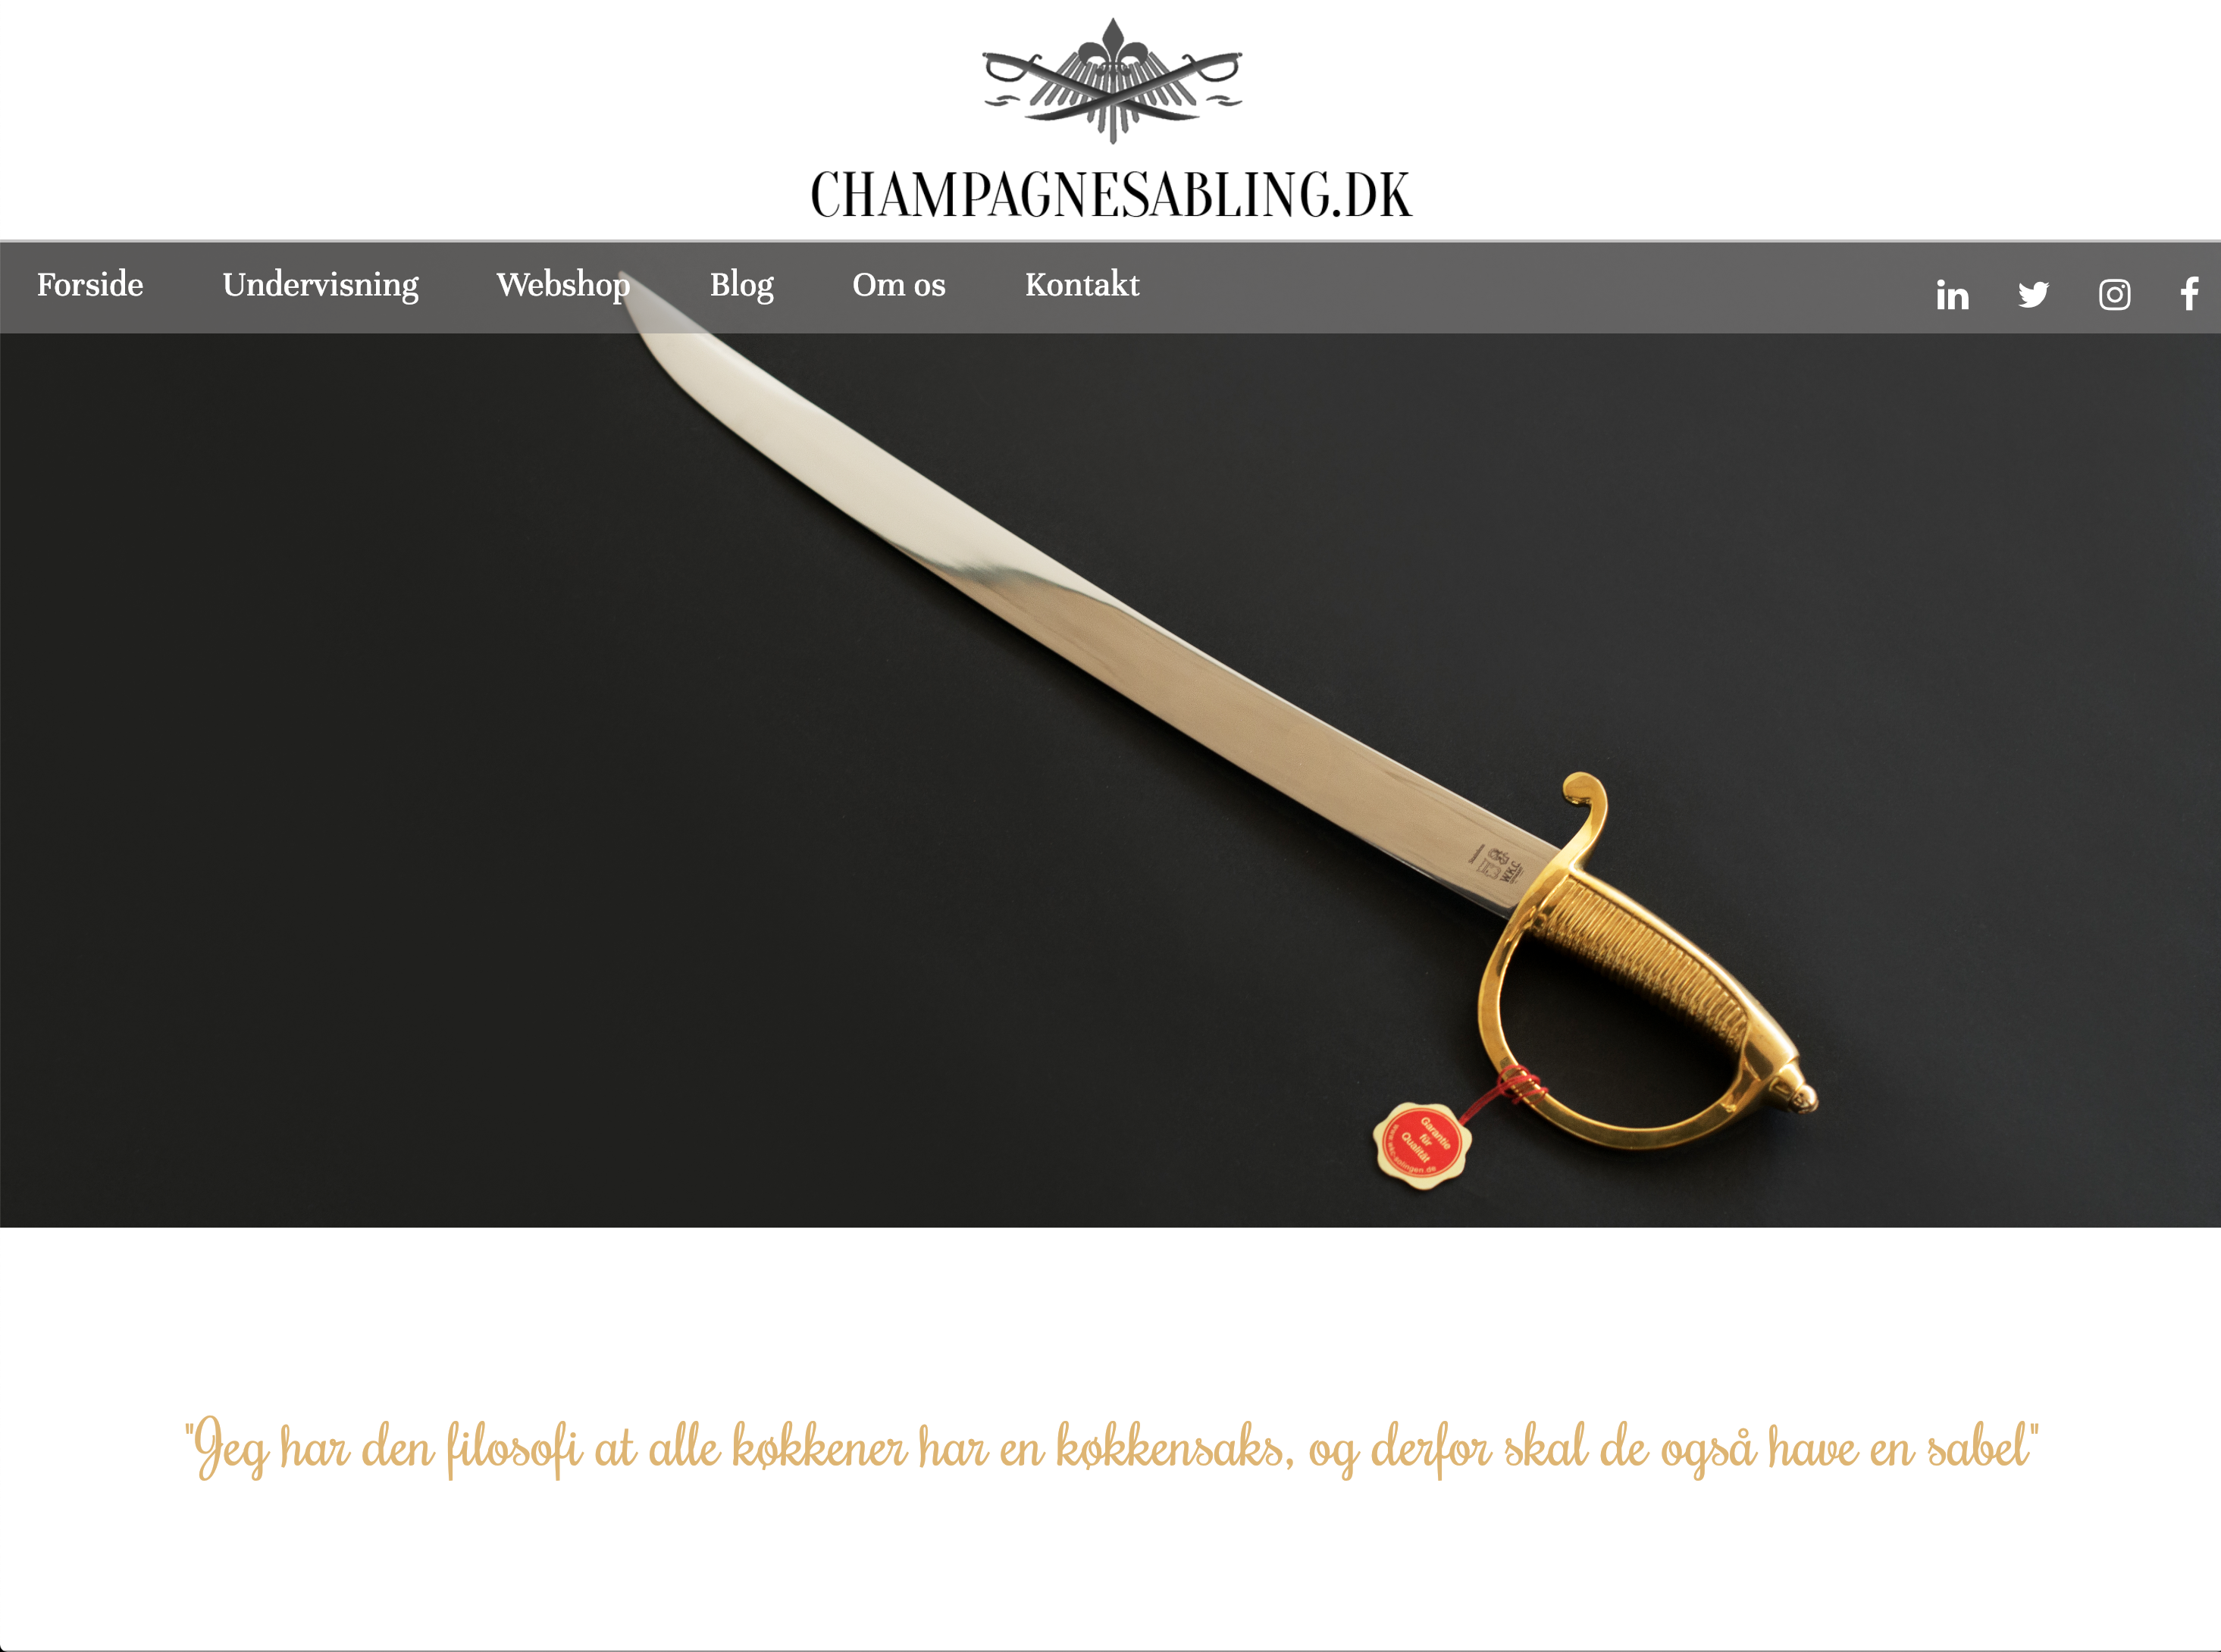 CHAMPAGNESABLING.DK
Forside Undervisning Webshop Blog Om os Kontakt
W.K.C.
Garantie
für
Qualität
"Jeg har den filosofi at alle køkkener har en køkkensaks, og derfor skal de også have en sabel"